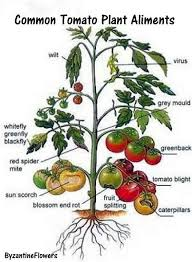 Common Tomato Plant Aliments
wilt
virus
grey mould
whitefly
greenfly
blackfly
greenback
red spider
mite
tomato blight
sun scorch
fruit
splitting
caterpillars
blossom end rot
ByzantineFlowers